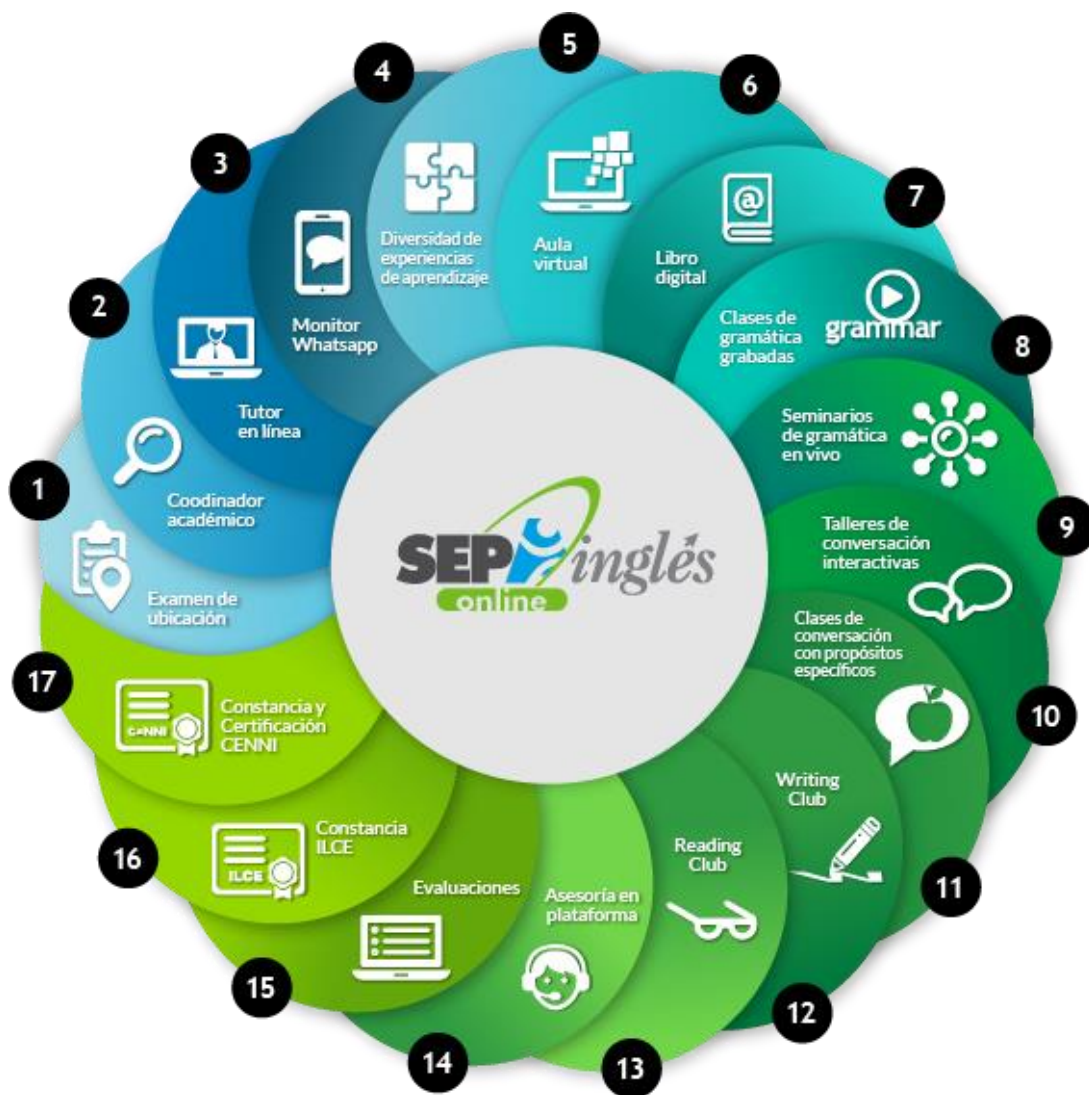 1
Examen de
ubicación
2
Coodinador
académico
3
Tutor
en línea
4
Monitor
Whatsapp
5
Diversidad de
experiencias
de aprendizaje
6
Aula
virtual
7
Libro
digital
8
Clases de
gramática
grabadas
grammar
9
Seminarios
de gramática
en vivo
10
Talleres de
conversación
interactivas
11
Clases de
conversación
con propósitos
específicos
12
Writing
Club
13
Reading
Club
14
Asesoría en
plataforma
15
Evaluaciones
16
Constancia
ILCE
ILCE
17
Constancia y
Certificación
CENNI
CeNNI
SEP inglés
online
@